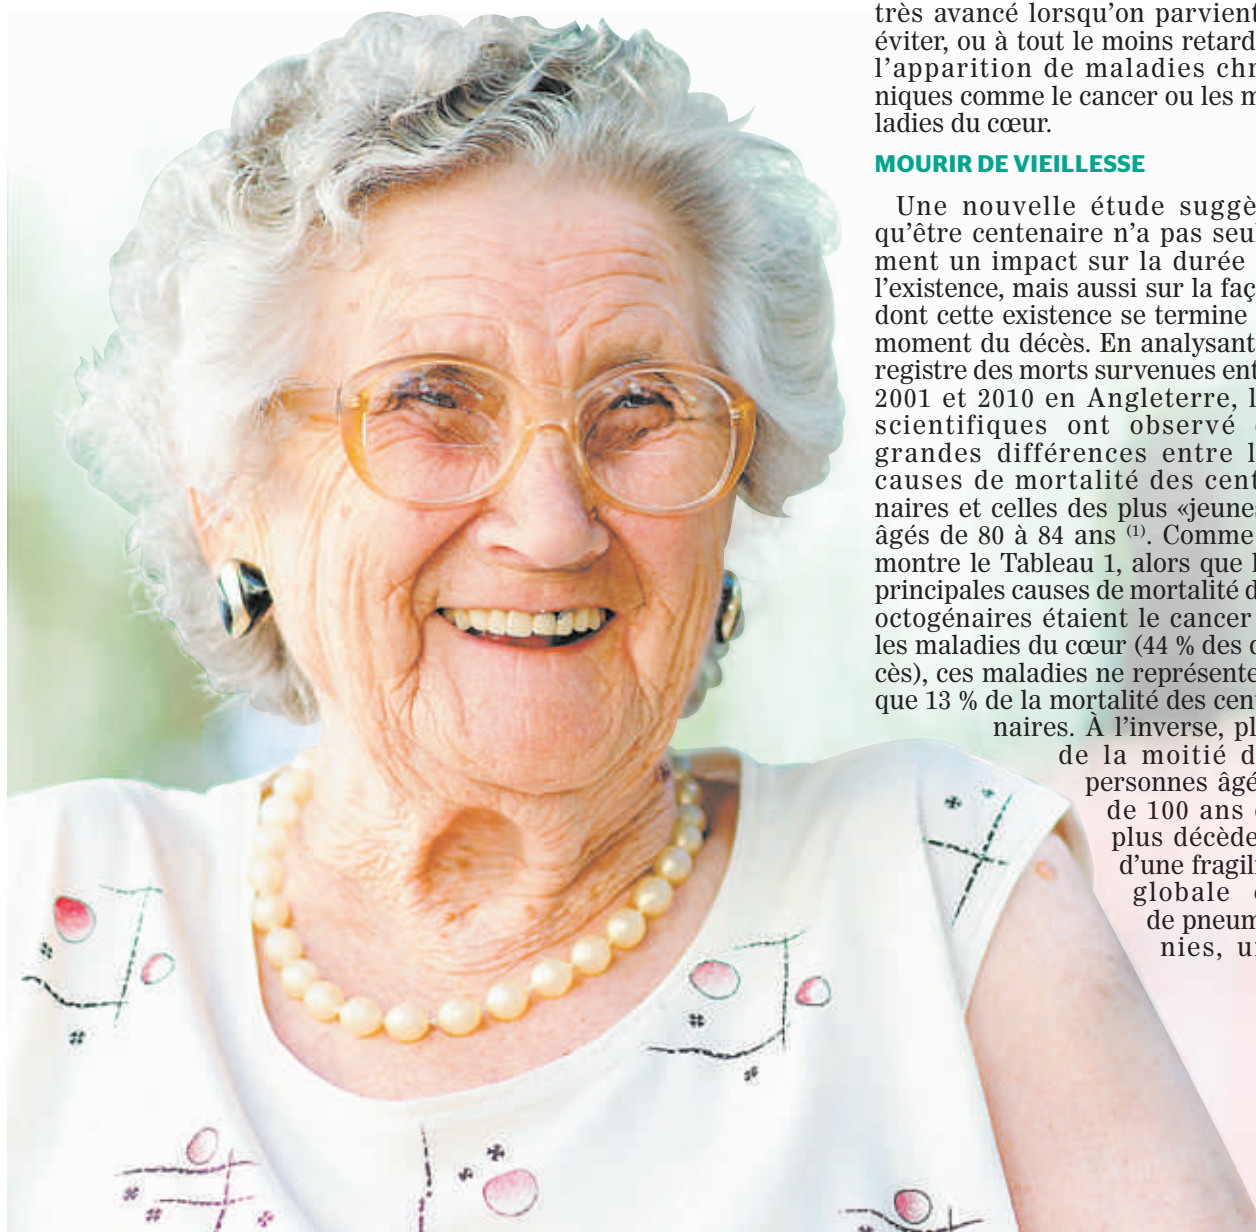 très avancé lorsqu'on parvient
éviter, ou à tout le moins retard
l'apparition de maladies chr
niques comme le cancer ou les m
ladies du cœur.
MOURIR DE VIEILLESSE
Une nouvelle étude suggè
qu'être centenaire n'a pas seul
ment un impact sur la durée
l'existence, mais aussi sur la faç
dont cette existence se termine
moment du décès. En analysant
registre des morts survenues ent
2001 et 2010 en Angleterre, l
scientifiques ont observé
grandes différences entre l
causes de mortalité des cent
naires et celles des plus «jeunes
âgés de 80 à 84 ans (1). Comme
montre le Tableau 1, alors que l
principales causes de mortalité d
octogénaires étaient le cancer
les maladies du cœur (44 % des d
cès), ces maladies ne représente
que 13 % de la mortalité des cent
naires. À l'inverse, pl
de la moitié d
personnes âgé
de 100 ans
plus décède
d'une fragili
globale
de pneum
nies, u